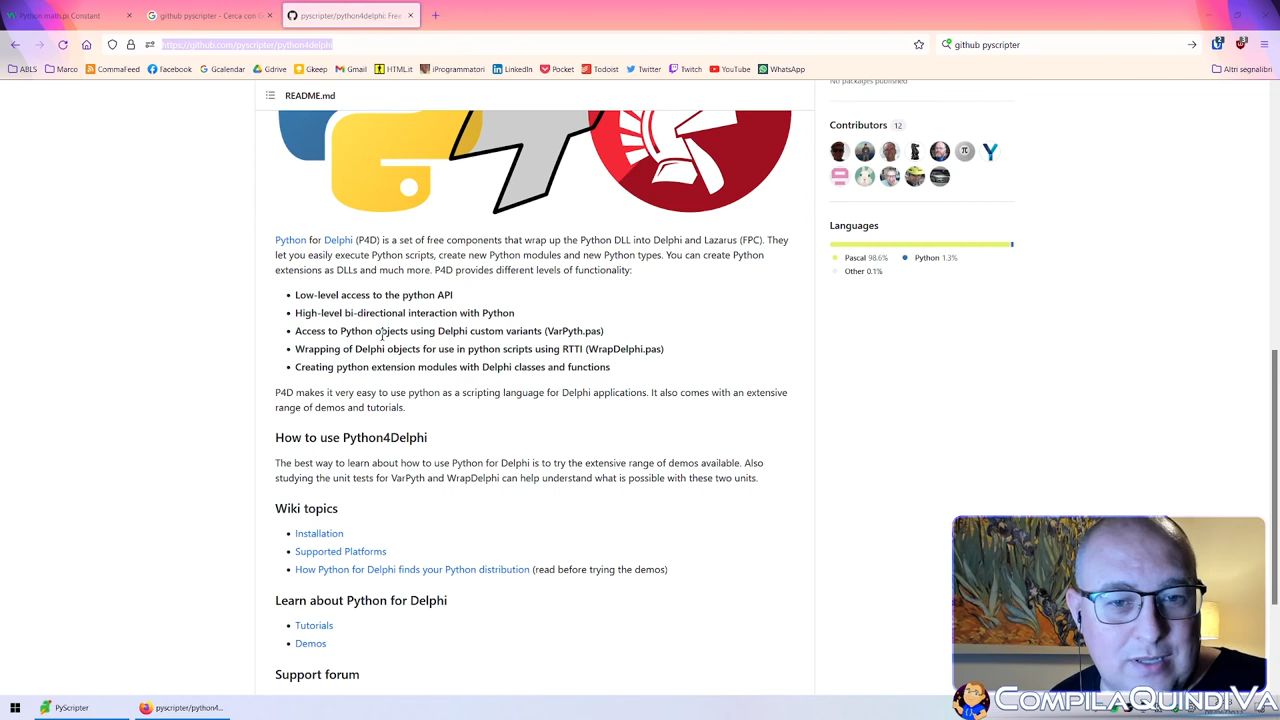 Python math.pi Constant
github pyscripter - Cerca con Go
pyscripter/python4delphi: Free
https://github.com/pyscripter/python4delphi
github pyscripter
ABLS
Marco
CommaFeed
Facebook
Gcalendar
Gdrive
Gkeep
Gmail
HTML.it
iProgrammatori
LinkedIn
Pocket
Todoist
Twitter
Twitch
YouTube
WhatsApp
Altri segnalibri
README.md
No packages published
Contributors 12
Languages
Pascal 98.6%
Python 1.3%
Other 0.1%
Python for Delphi (P4D) is a set of free components that wrap up the Python DLL into Delphi and Lazarus (FPC). They
let you easily execute Python scripts, create new Python modules and new Python types. You can create Python
extensions as DLLs and much more. P4D provides different levels of functionality:
• Low-level access to the python API
• High-level bi-directional interaction with Python
• Access to Python objects using Delphi custom variants (VarPyth.pas)
• Wrapping of Delphi objects for use in python scripts using RTTI (WrapDelphi.pas)
• Creating python extension modules with Delphi classes and functions
P4D makes it very easy to use python as a scripting language for Delphi applications. It also comes with an extensive
range of demos and tutorials.
How to use Python4Delphi
The best way to learn about how to use Python for Delphi is to try the extensive range of demos available. Also
studying the unit tests for VarPyth and WrapDelphi can help understand what is possible with these two units.
Wiki topics
• Installation
• Supported Platforms
• How Python for Delphi finds your Python distribution (read before trying the demos)
Learn about Python for Delphi
• Tutorials
• Demos
Support forum
COMPILAQUINDIVA
PyScripter
pyscripter/python4...